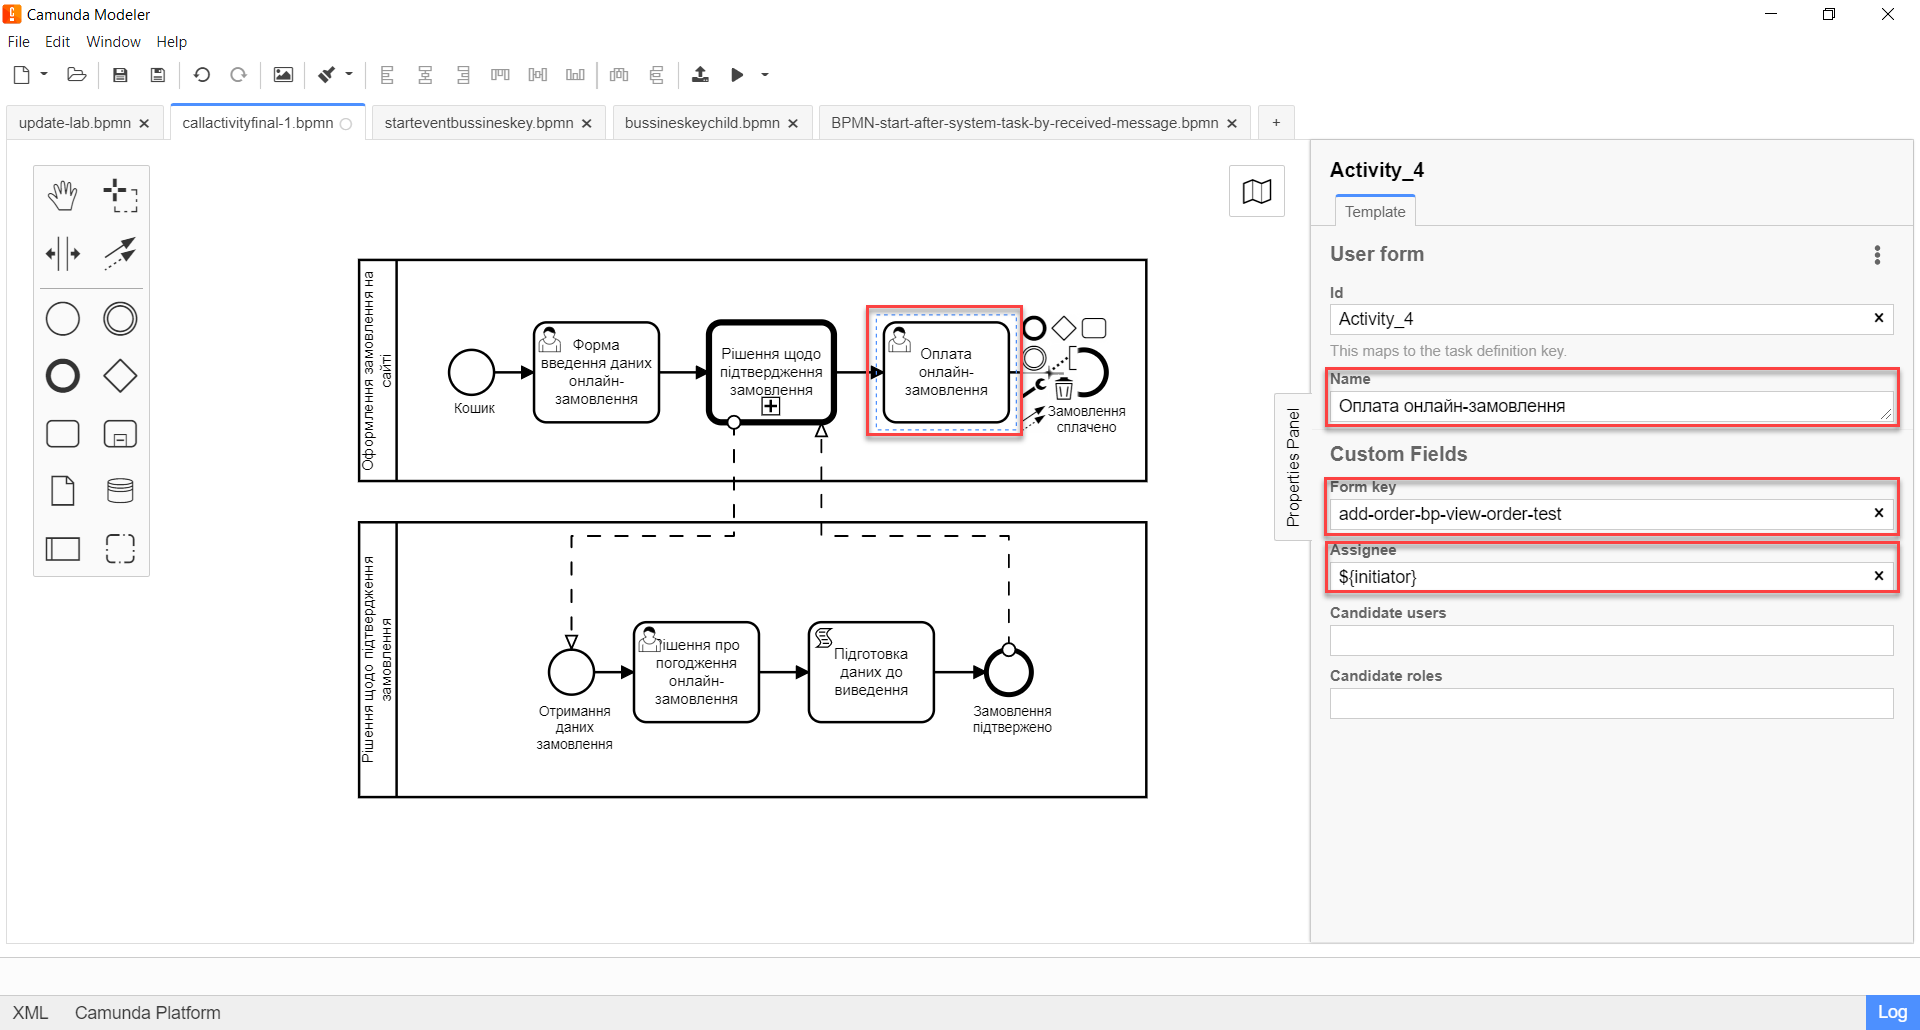 Camunda Modeler
File Edit Window Help
update-lab.bpmn
callactivityfinal-1.bpmn
starteventbussineskey.bpmn
bussineskeychild.bpmn
BPMN-start-after-system-task-by-received-message.bpmn
+
Оформлення замовлення на
сайті
Кошик
Форма
введення даних
онлайн-
замовлення
Рішення щодо
підтвердження
замовлення
Оплата
онлайн-
замовлення
Замовлення
сплачено
Рішення щодо підтвердження
замовлення
Отримання
даних
замовлення
ішення про
погодження
онлайн-
замовлення
Підготовка
даних до
виведення
Замовлення
підтвержено
Properties Panel
Activity_4
Template
User form
Id
Activity_4
This maps to the task definition key.
Name
Оплата онлайн-замовлення
Custom Fields
Form key
add-order-bp-view-order-test
Assignee
${initiator}
Candidate users
Candidate roles
XML Camunda Platform
Log